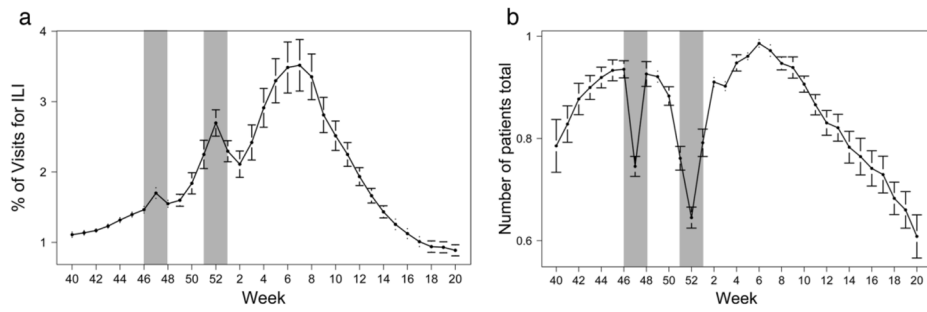 a
% of Visits for ILI
4
3
2
1
40 42 44 46 48 50 52 2 4 6 8 10 12 14 16 18 20
Week
b
Number of patients total
1
0.8
0.6
40 42 44 46 48 50 52 2 4 6 8 10 12 14 16 18 20
Week